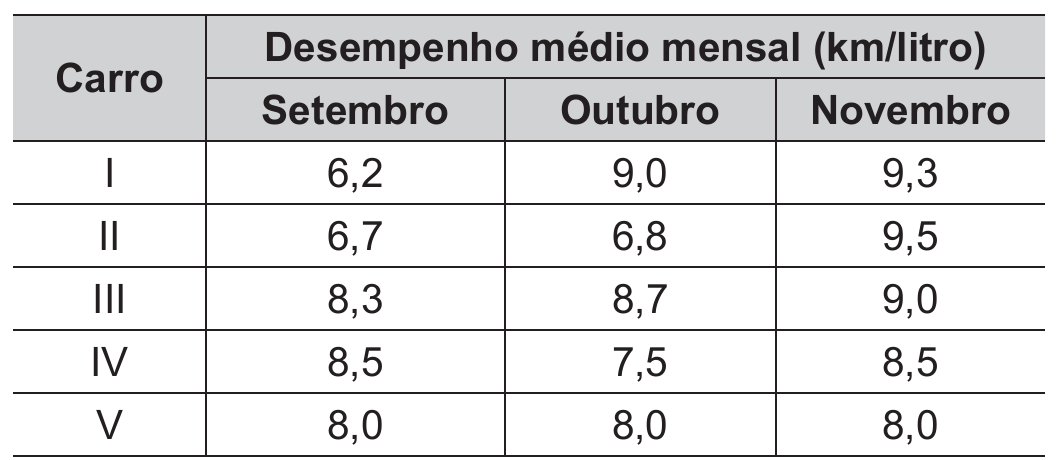 Carro
Desempenho médio mensal (km/litro)
Setembro Outubro Novembro
I 6,2 9,0 9,3
II 6,7 6,8 9,5
III 8,3 8,7 9,0
IV 8,5 7,5 8,5
V 8,0 8,0 8,0